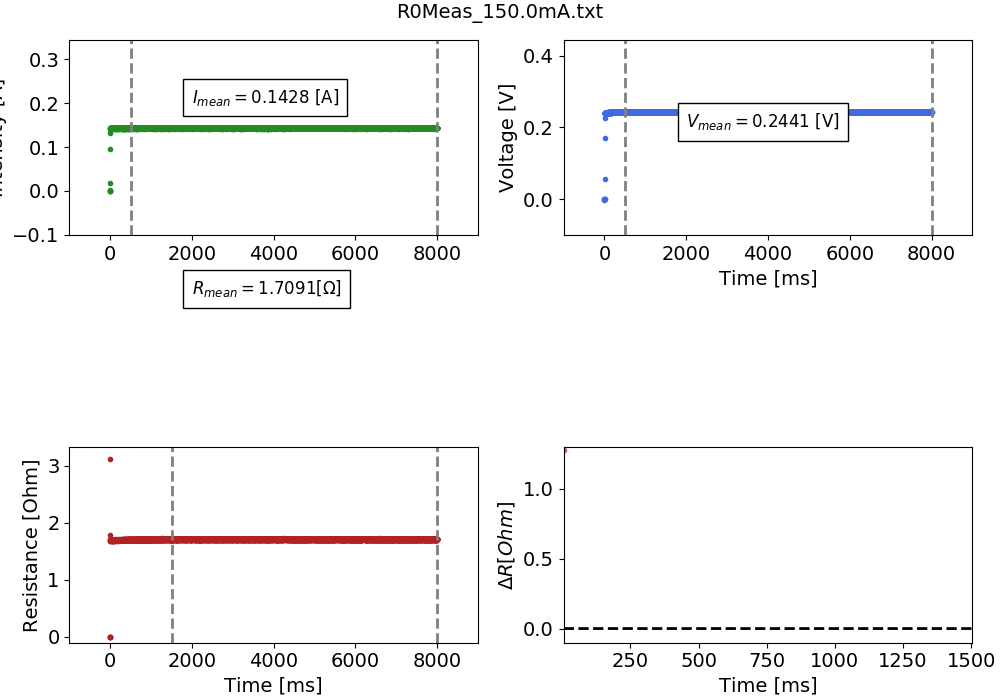 R0Meas_150.0mA.txt
0.3
0.2
0.1
0.0
−0.1
I_mean = 0.1428 [A]
0 2000 4000 6000 8000
Voltage [V]
0.4
0.2
0.0
V_mean = 0.2441 [V]
0 2000 4000 6000 8000
Time [ms]
R_mean = 1.7091[Ω]
Resistance [Ohm]
3
2
1
0
0 2000 4000 6000 8000
Time [ms]
ΔR[Ohm]
1.0
0.5
0.0
250 500 750 1000 1250 1500
Time [ms]